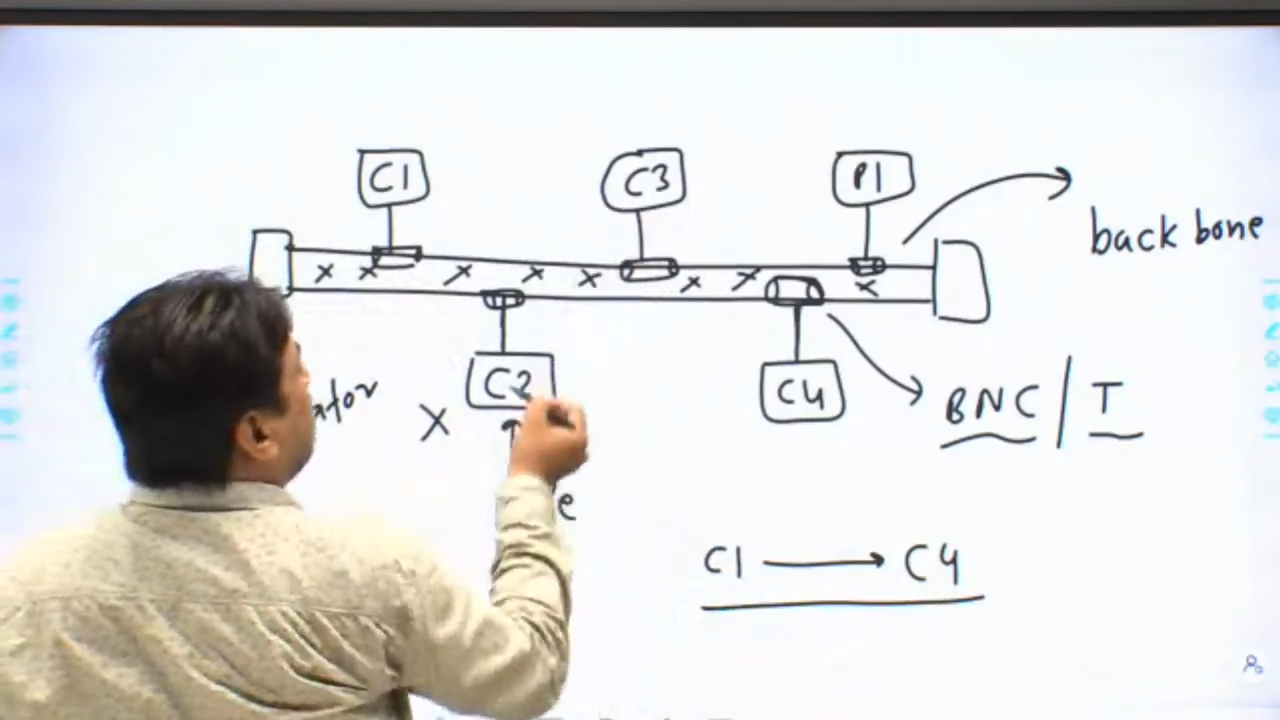 C1 C3 P1
back bone
C2 C4
BNC / T
C1 → C4